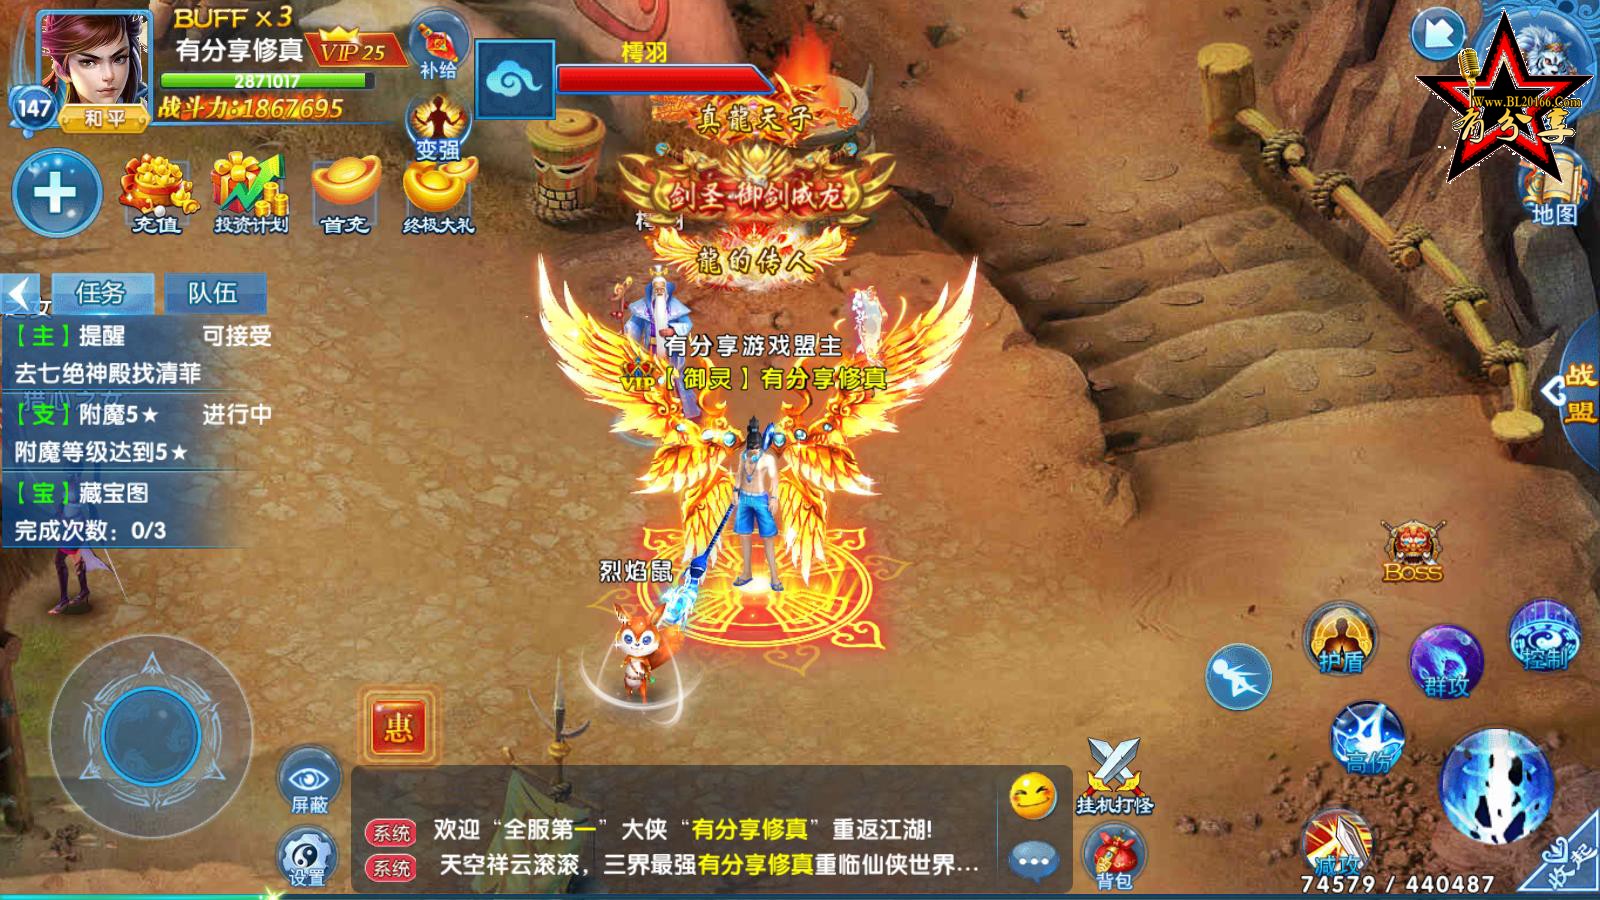 BUFF×3
有分享修真
VIP 25
2871017
战斗力:1867695
147
和平
补给
变强
樰羽
真龍天子
剑圣·御剑成龙
龍的传人
Www.BL20166.Com
有分享
地图
充值
投资计划
首充
终极大礼
任务
队伍
【主】提醒 可接受
去七绝神殿找清菲
【支】附魔5★ 进行中
附魔等级达到5★
【宝】藏宝图
完成次数：0/3
有分享游戏盟主
VIP【御灵】有分享修真
烈焰鼠
战盟
BOSS
护盾
群攻
控制
高伤
减攻
惠
屏蔽
设置
系统 欢迎“全服第一”大侠“有分享修真”重返江湖!
系统 天空祥云滚滚，三界最强有分享修真重临仙侠世界...
挂机打怪
背包
74579 / 440487
收起